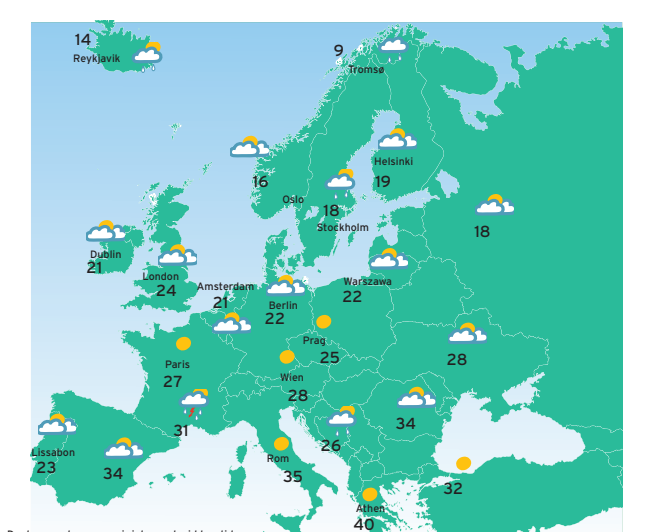 14
Reykjavik
9
Tromsø
Helsinki
16
19
Oslo
18
Stockholm
18
Dublin
21
London
24
Amsterdam
21
Warszawa
22
Berlin
22
Prag
25
28
Paris
27
Wien
28
31
26
34
Lissabon
23
34
Rom
35
32
Athen
40